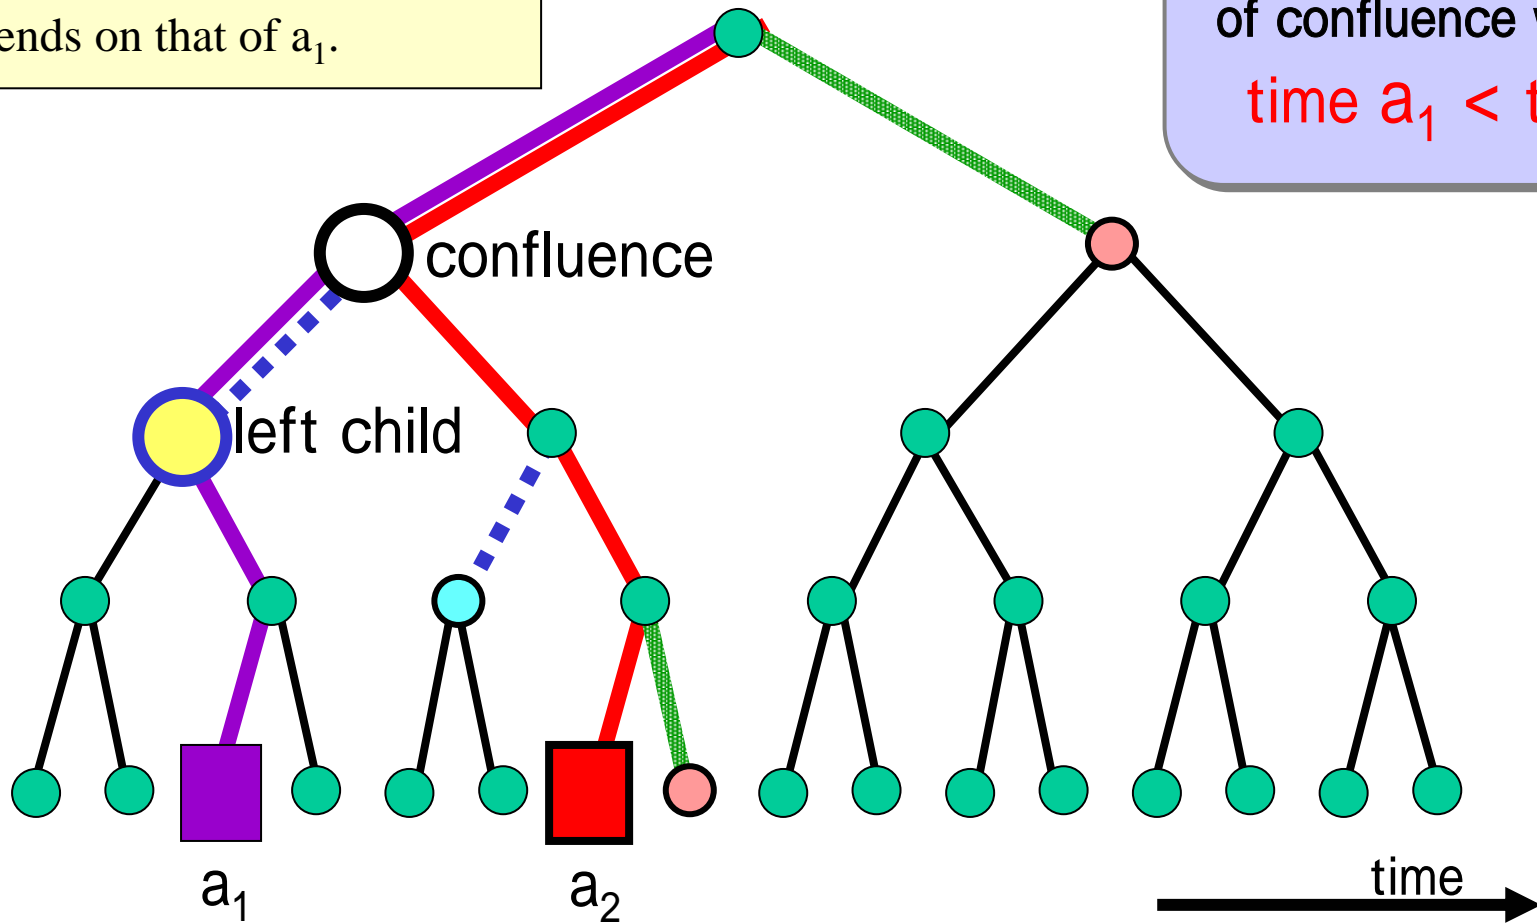 ends on that of a₁.
of confluence
time a₁ <
confluence
left child
a₁
a₂
time